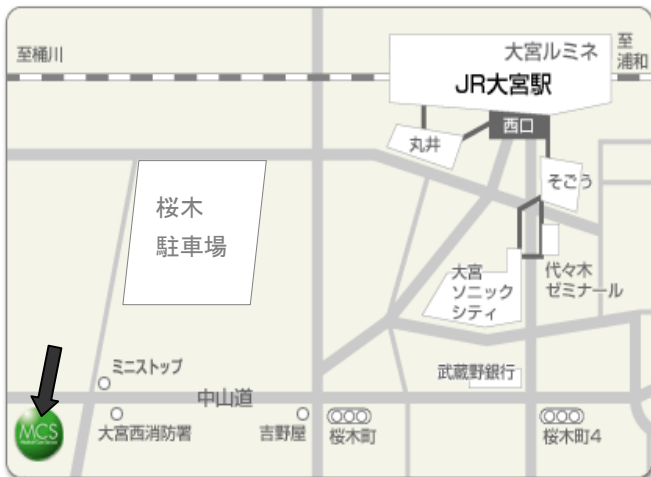 至桶川
大宮ルミネ
至
浦和
JR大宮駅
西口
丸井
そごう
桜木
駐車場
大宮
ソニック
シティ
代々木
ゼミナール
ミニストップ
武蔵野銀行
中山道
MCS
大宮西消防署
吉野屋
桜木町
桜木町4